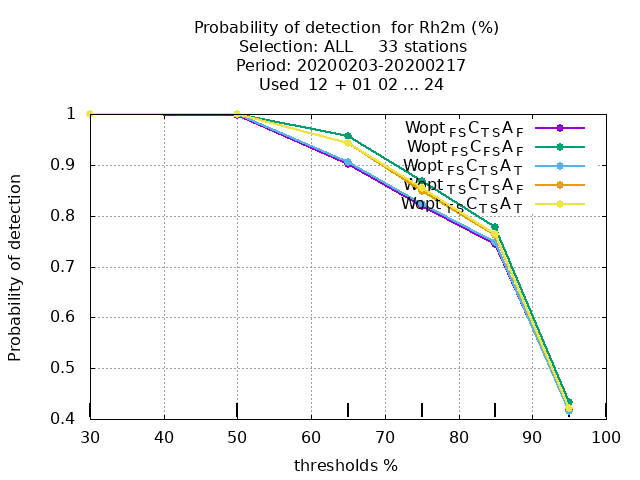 Probability of detection  for Rh2m (%)
Selection: ALL     33 stations
Period: 20200203-20200217
Used  12 + 01 02 ... 24
Probability of detection
1
0.9
0.8
0.7
0.6
0.5
0.4
Wopt FS C TS A F
Wopt FS C FS A F
Wopt FS C TS A T
Wopt TS C TS A F
Wopt TS C TS A T
30 40 50 60 70 80 90 100
thresholds %